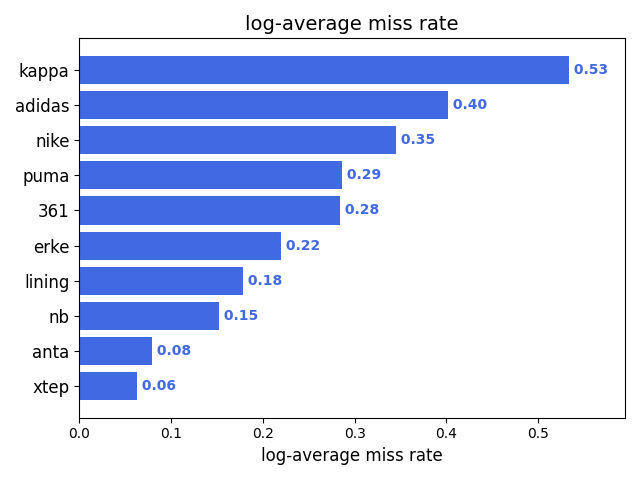 log-average miss rate
kappa 0.53
adidas 0.40
nike 0.35
puma 0.29
361 0.28
erke 0.22
lining 0.18
nb 0.15
anta 0.08
xtep 0.06
0.0 0.1 0.2 0.3 0.4 0.5
log-average miss rate